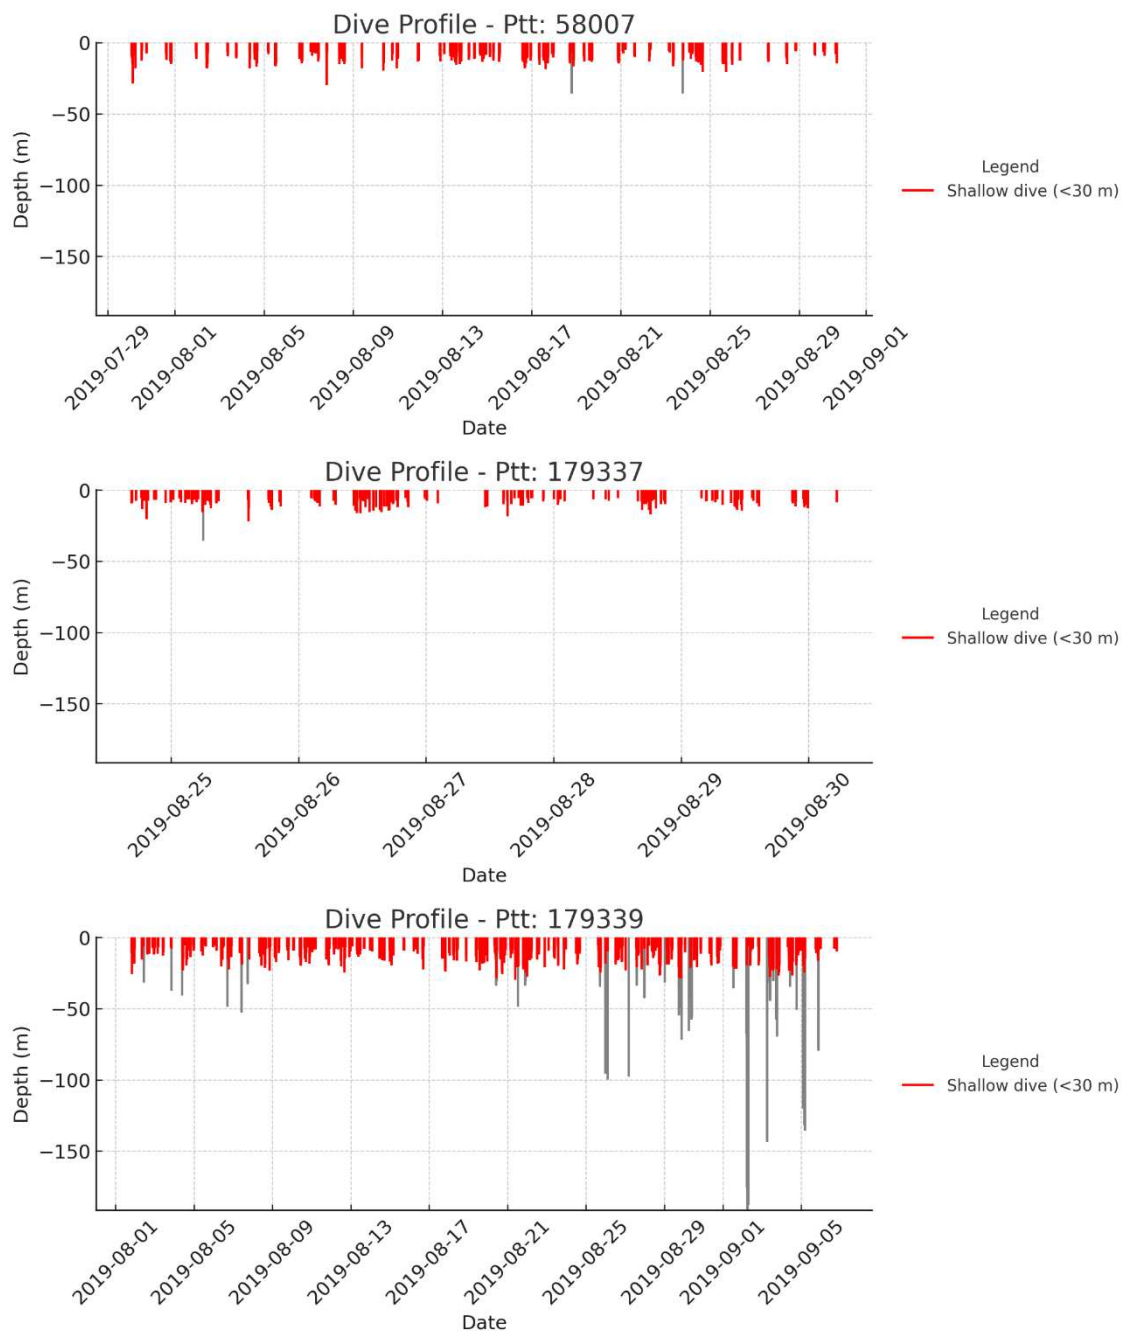 Dive Profile - Ptt: 58007
0
−50
−100
−150
Depth (m)
2019-07-29
2019-08-01
2019-08-05
2019-08-09
2019-08-13
2019-08-17
2019-08-21
2019-08-25
2019-08-29
2019-09-01
Date
Legend
Shallow dive (<30 m)
Dive Profile - Ptt: 179337
0
−50
−100
−150
Depth (m)
2019-08-25
2019-08-26
2019-08-27
2019-08-28
2019-08-29
2019-08-30
Date
Legend
Shallow dive (<30 m)
Dive Profile - Ptt: 179339
0
−50
−100
−150
Depth (m)
2019-08-01
2019-08-05
2019-08-09
2019-08-13
2019-08-17
2019-08-21
2019-08-25
2019-08-29
2019-09-01
2019-09-05
Date
Legend
Shallow dive (<30 m)